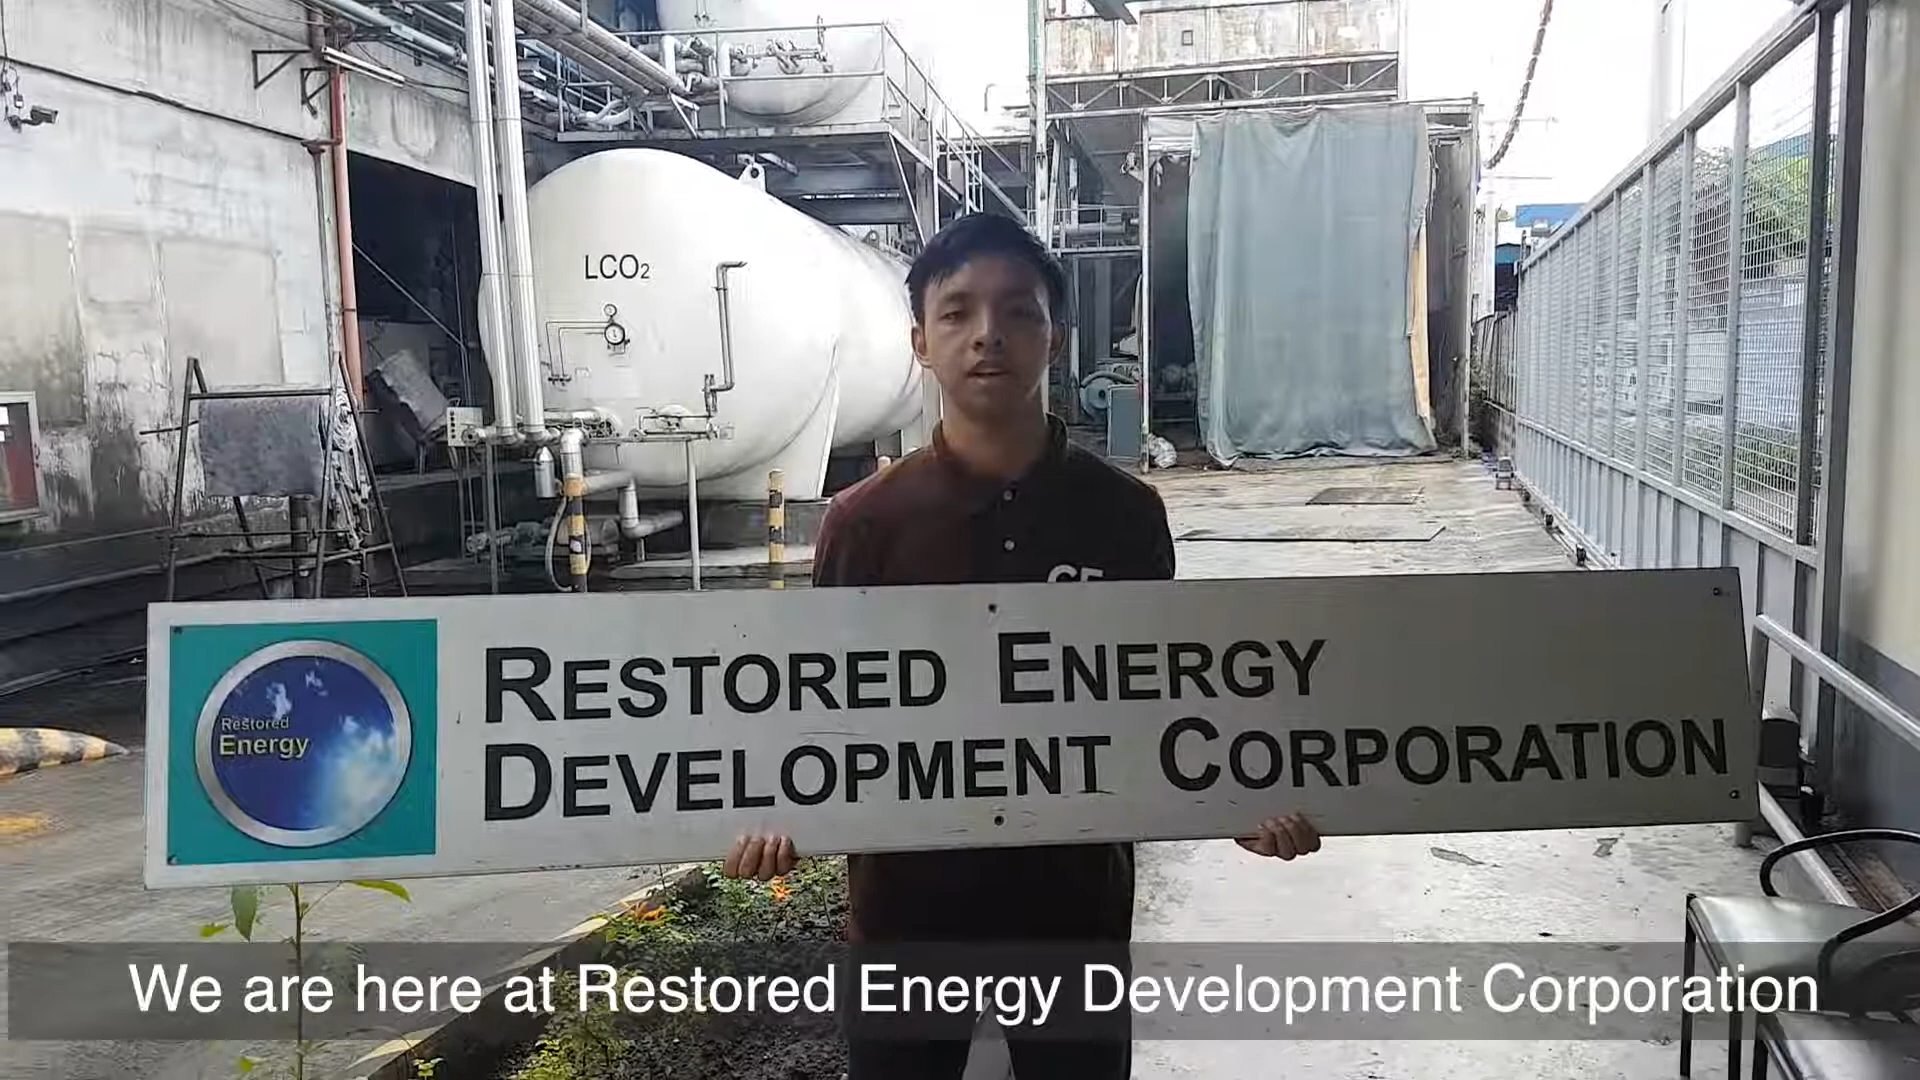 LCO₂
RESTORED ENERGY
DEVELOPMENT CORPORATION
Restored
Energy
We are here at Restored Energy Development Corporation